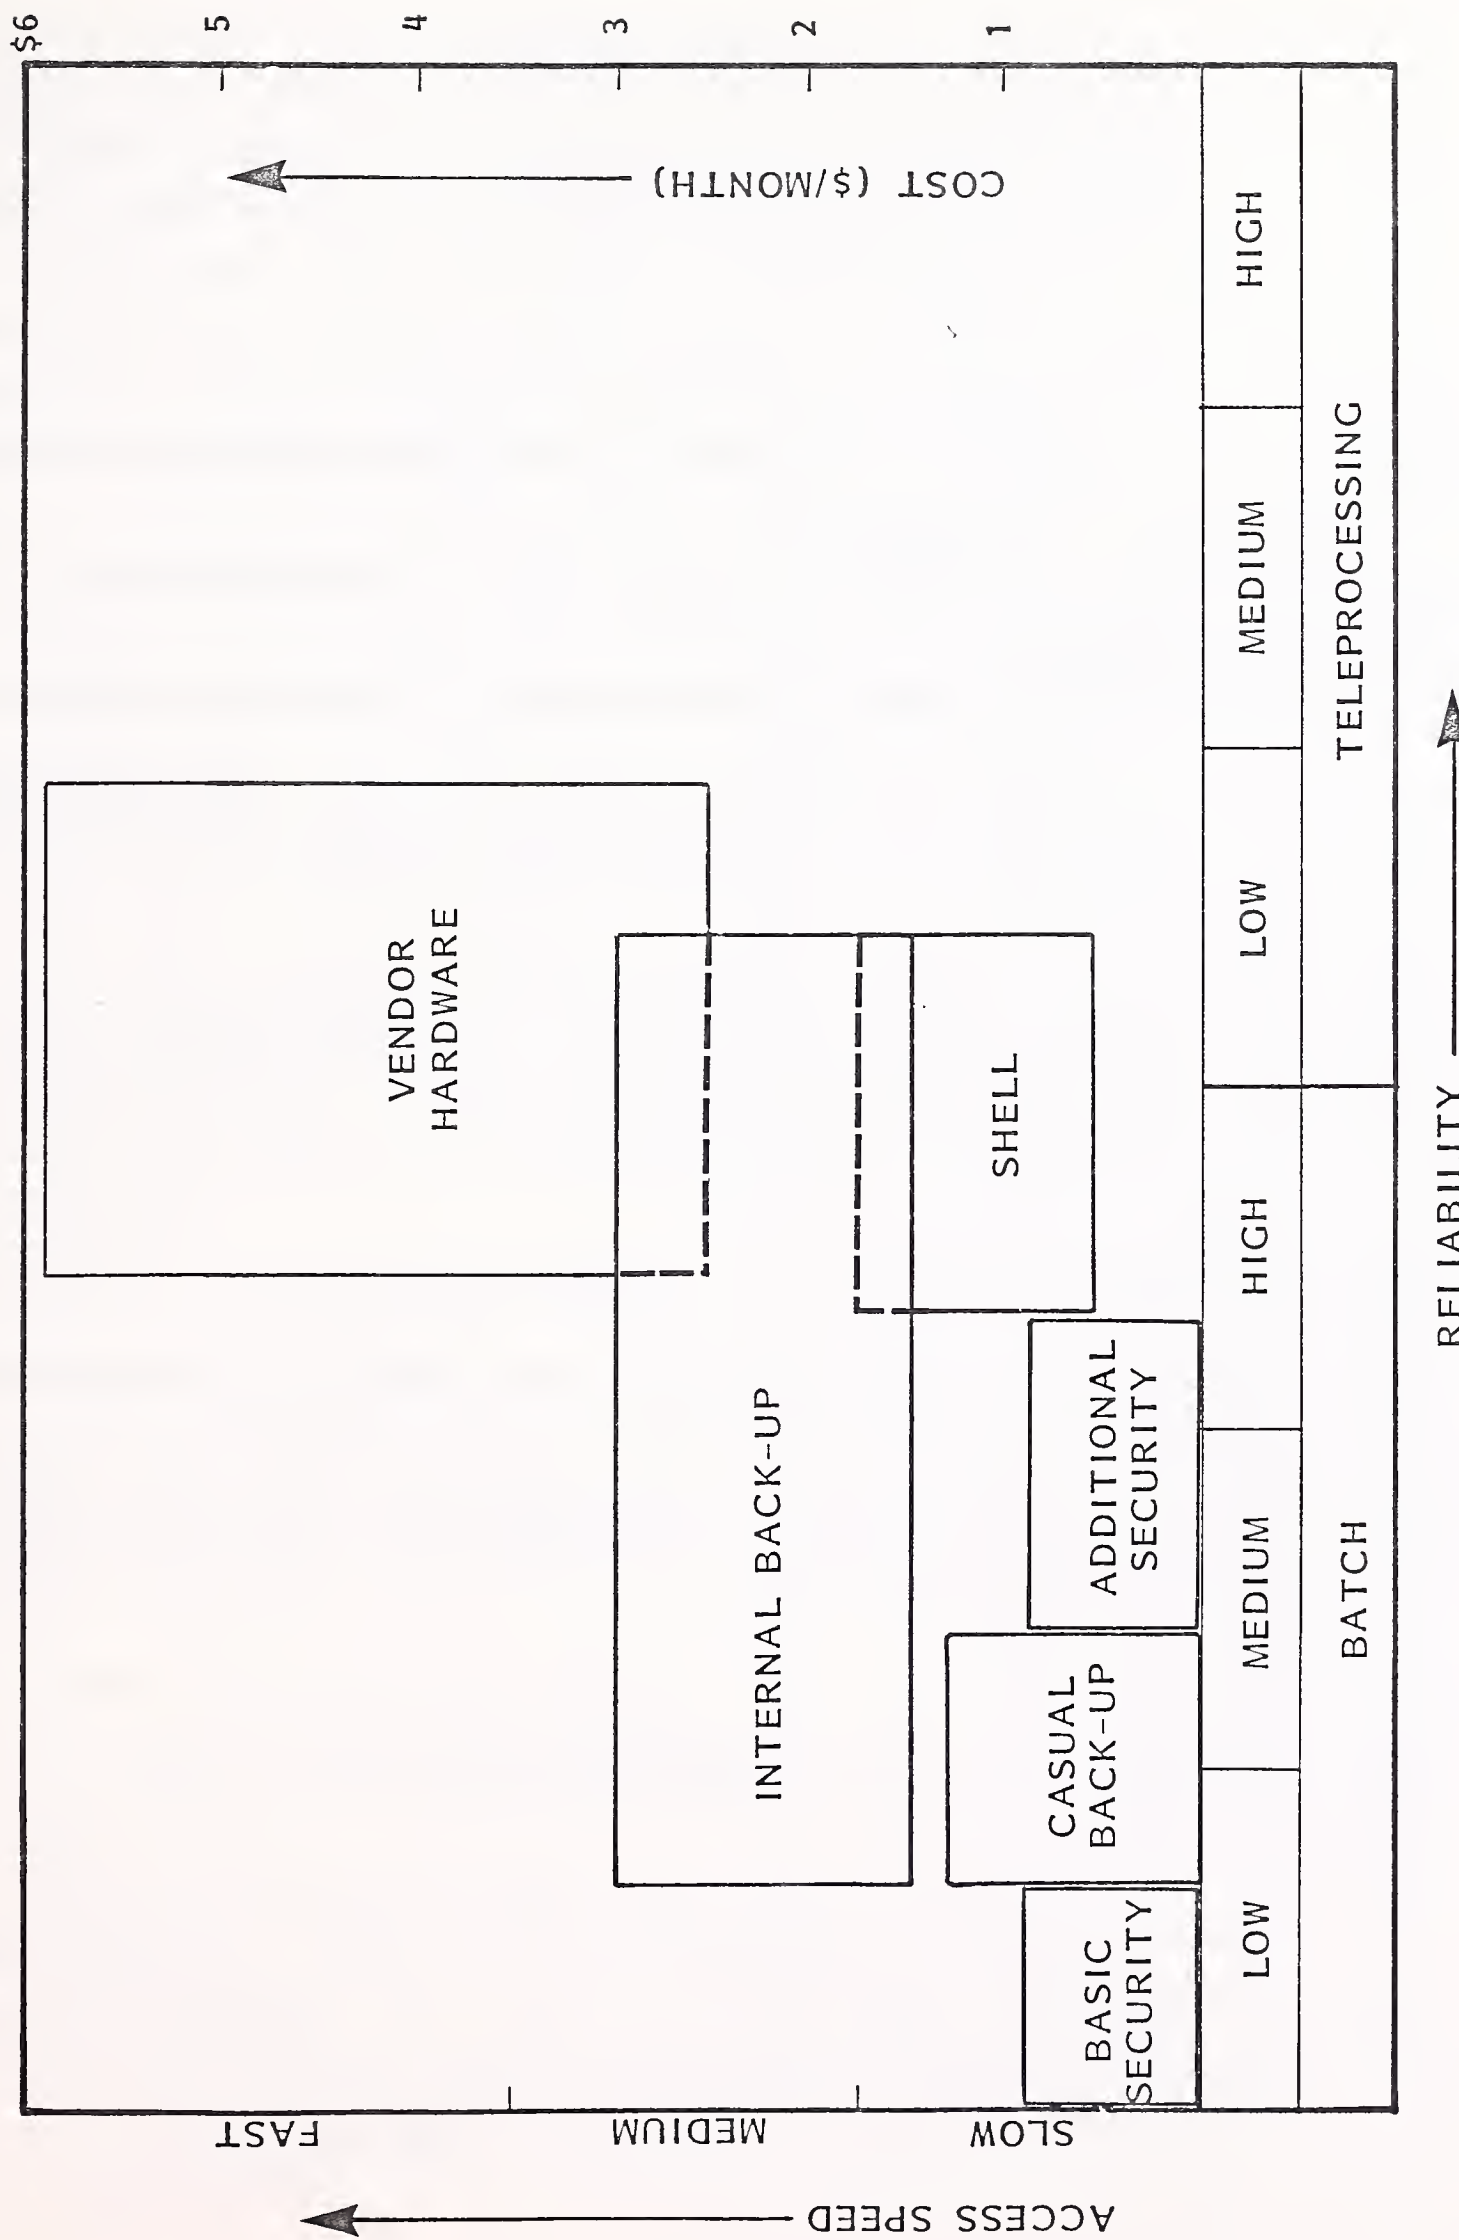 ACCESS SPEED
FAST
MEDIUM
SLOW
VENDOR
HARDWARE
INTERNAL BACK-UP
SHELL
BASIC
SECURITY
CASUAL
BACK-UP
ADDITIONAL
SECURITY
COST ($/MONTH)
$6
5
4
3
2
1
LOW
MEDIUM
HIGH
LOW
MEDIUM
HIGH
BATCH
TELEPROCESSING
RELIABILITY